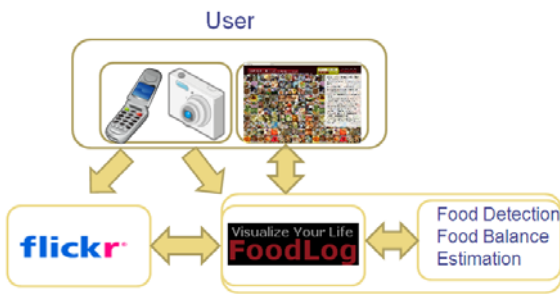 User
flickr
Visualize Your Life
FoodLog
Food Detection
Food Balance
Estimation